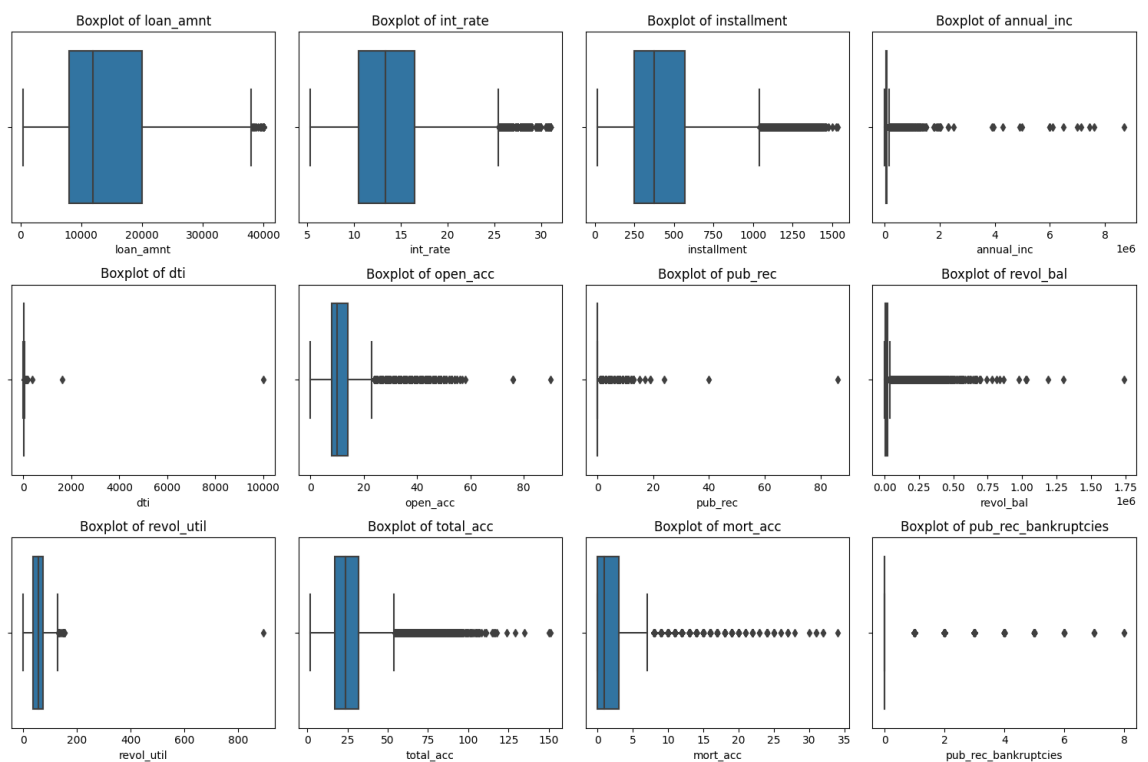 Boxplot of loan_amnt
0 10000 20000 30000 40000
loan_amnt
Boxplot of int_rate
5 10 15 20 25 30
int_rate
Boxplot of installment
0 250 500 750 1000 1250 1500
installment
Boxplot of annual_inc
0 2 4 6 8
1e6
annual_inc
Boxplot of dti
0 2000 4000 6000 8000 10000
dti
Boxplot of open_acc
0 20 40 60 80
open_acc
Boxplot of pub_rec
0 20 40 60 80
pub_rec
Boxplot of revol_bal
0.00 0.25 0.50 0.75 1.00 1.25 1.50 1.75
1e6
revol_bal
Boxplot of revol_util
0 200 400 600 800
revol_util
Boxplot of total_acc
0 25 50 75 100 125 150
total_acc
Boxplot of mort_acc
0 5 10 15 20 25 30 35
mort_acc
Boxplot of pub_rec_bankruptcies
0 2 4 6 8
pub_rec_bankruptcies